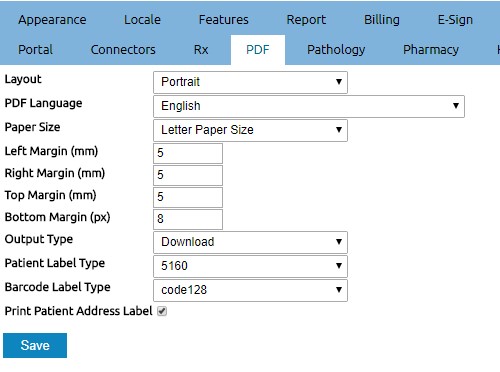 Appearance Locale Features Report Billing E-Sign
Portal Connectors Rx PDF Pathology Pharmacy
Layout Portrait
PDF Language English
Paper Size Letter Paper Size
Left Margin (mm) 5
Right Margin (mm) 5
Top Margin (mm) 5
Bottom Margin (px) 8
Output Type Download
Patient Label Type 5160
Barcode Label Type code128
Print Patient Address Label
Save